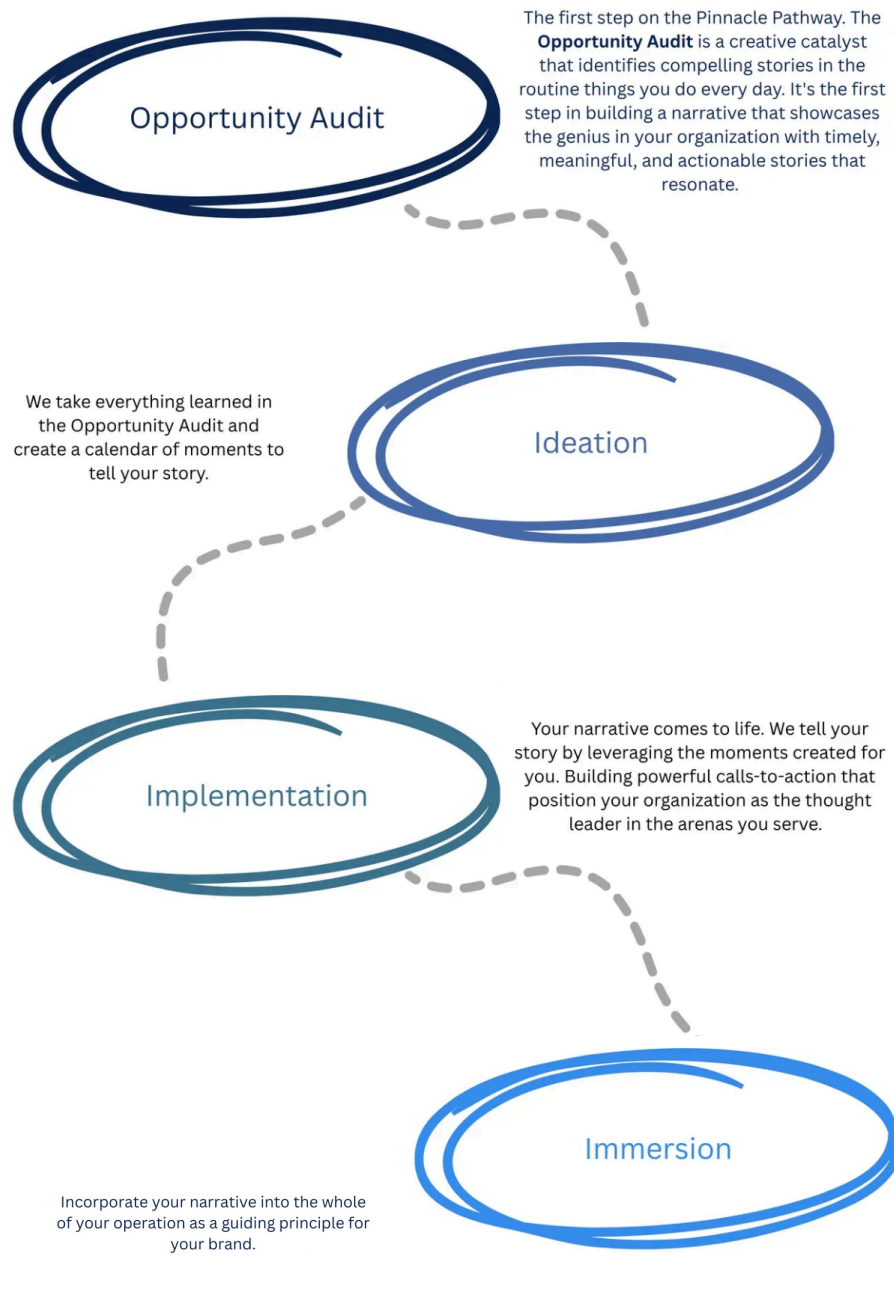 Opportunity Audit
The first step on the Pinnacle Pathway. The
Opportunity Audit is a creative catalyst
that identifies compelling stories in the
routine things you do every day. It's the first
step in building a narrative that showcases
the genius in your organization with timely,
meaningful, and actionable stories that
resonate.
We take everything learned in
the Opportunity Audit and
create a calendar of moments to
tell your story.
Ideation
Implementation
Your narrative comes to life. We tell your
story by leveraging the moments created for
you. Building powerful calls-to-action that
position your organization as the thought
leader in the arenas you serve.
Immersion
Incorporate your narrative into the whole
of your operation as a guiding principle for
your brand.